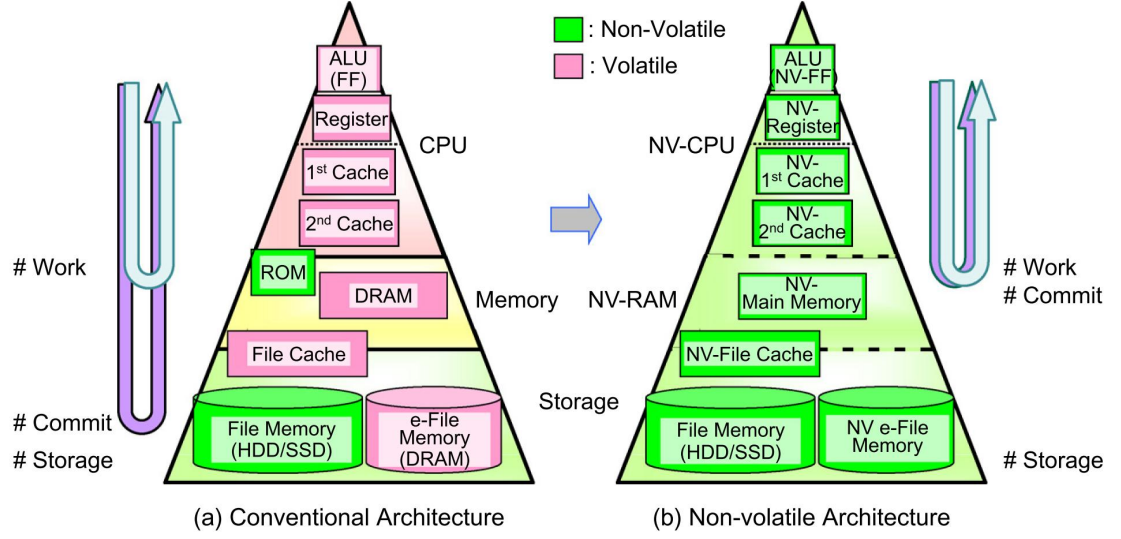 : Non-Volatile
: Volatile
ALU
(FF)
Register
CPU
1st Cache
2nd Cache
ROM
DRAM
Memory
File Cache
File Memory
(HDD/SSD)
e-File
Memory
(DRAM)
# Work
# Commit
# Storage
(a) Conventional Architecture
ALU
(NV-FF)
NV-
Register
NV-CPU
NV-
1st Cache
NV-
2nd Cache
NV-RAM
NV-
Main Memory
NV-File Cache
Storage
File Memory
(HDD/SSD)
NV e-File
Memory
# Work
# Commit
# Storage
(b) Non-volatile Architecture